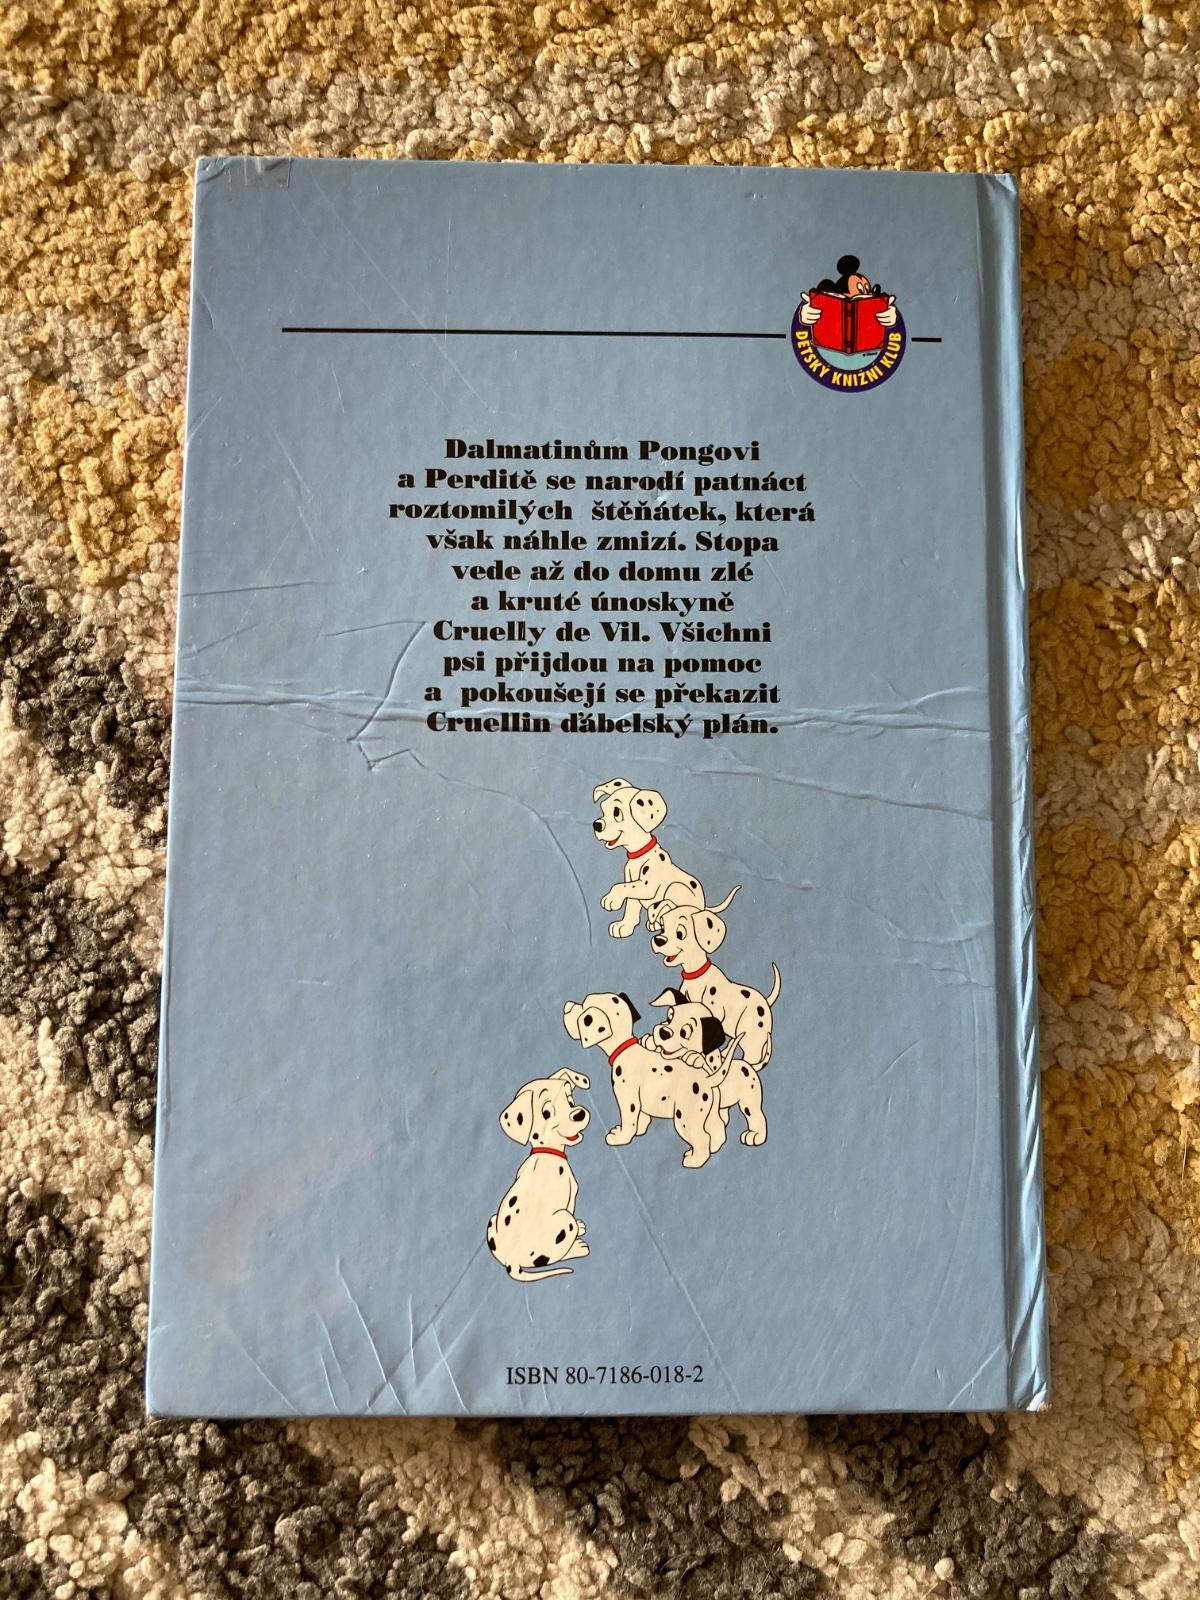 DĚTSKÝ KNIŽNÍ KLUB
Dalmatinům Pongovi
a Perditě se narodí patnáct
roztomilých štěňátek, která
však náhle zmizí. Stopa
vede až do domu zlé
a kruté únoskyně
Cruelly de Vil. Všichni
psi přijdou na pomoc
a pokoušejí se překazit
Cruellin ďábelský plán.
ISBN 80-7186-018-2